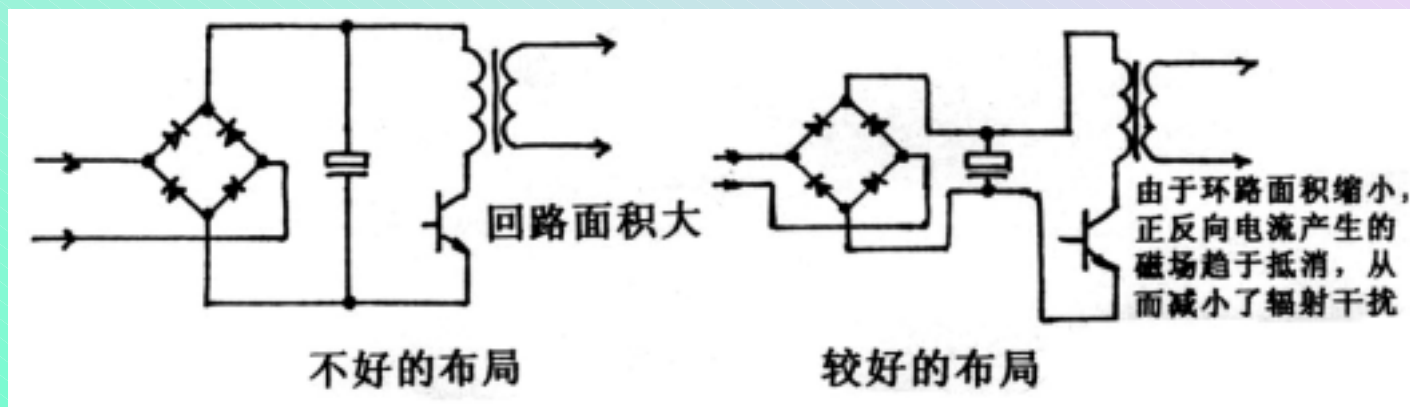 回路面积大
不好的布局
由于环路面积缩小，
正反向电流产生的
磁场趋于抵消，从
而减小了辐射干扰
较好的布局